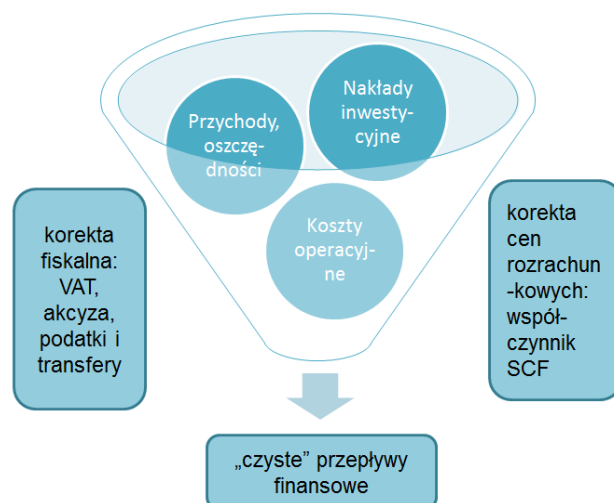 Nakłady
inwesty-
cyjne
Przychody,
oszczę-
dności
Koszty
operacyj-
ne
korekta
fiskalna:
VAT,
akcyza,
podatki i
transfery
korekta
cen
rozrachun
-kowych:
współ-
czynnik
SCF
„czyste” przepływy
finansowe